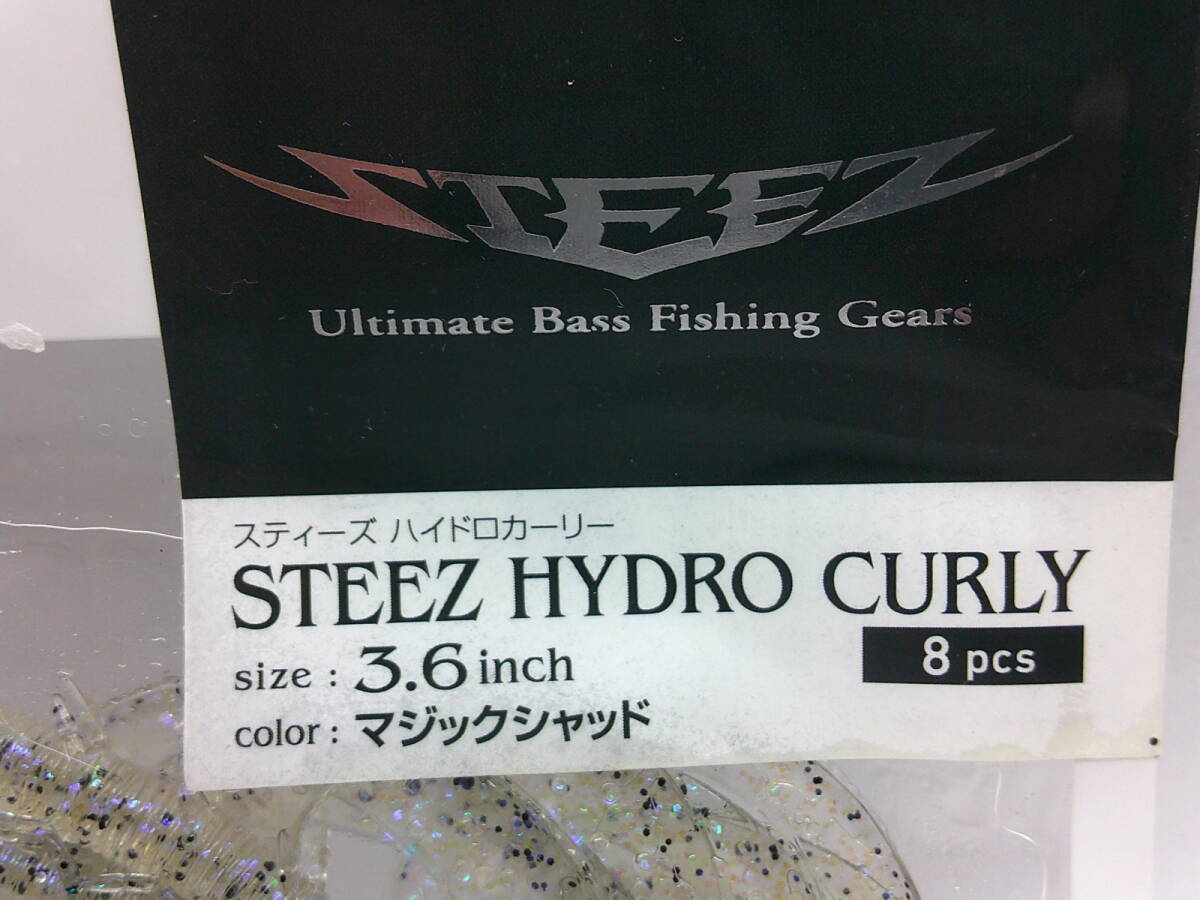 STEEZ
Ultimate Bass Fishing Gears
スティーズ ハイドロカーリー
STEEZ HYDRO CURLY
size : 3.6 inch
8 pcs
color : マジックシャッド